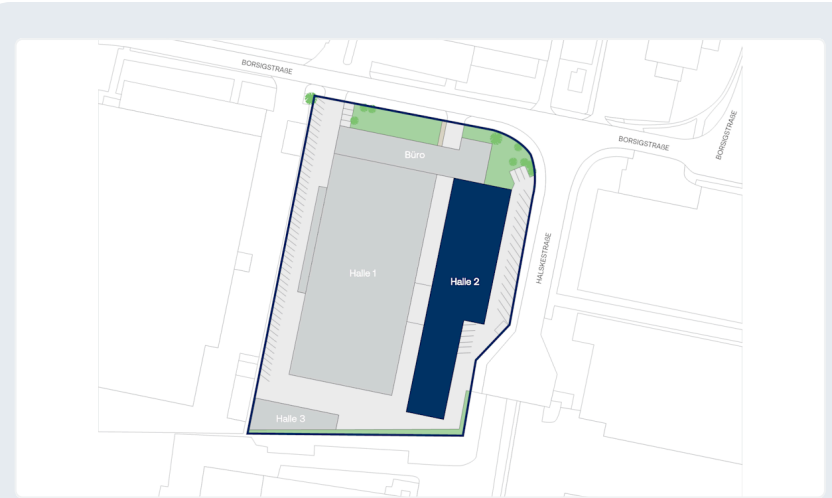 BORSIGSTRAßE
BORSIGSTRAßE
BORSIGSTRAßE
Büro
HALSKESTRAßE
Halle 1
Halle 2
Halle 3